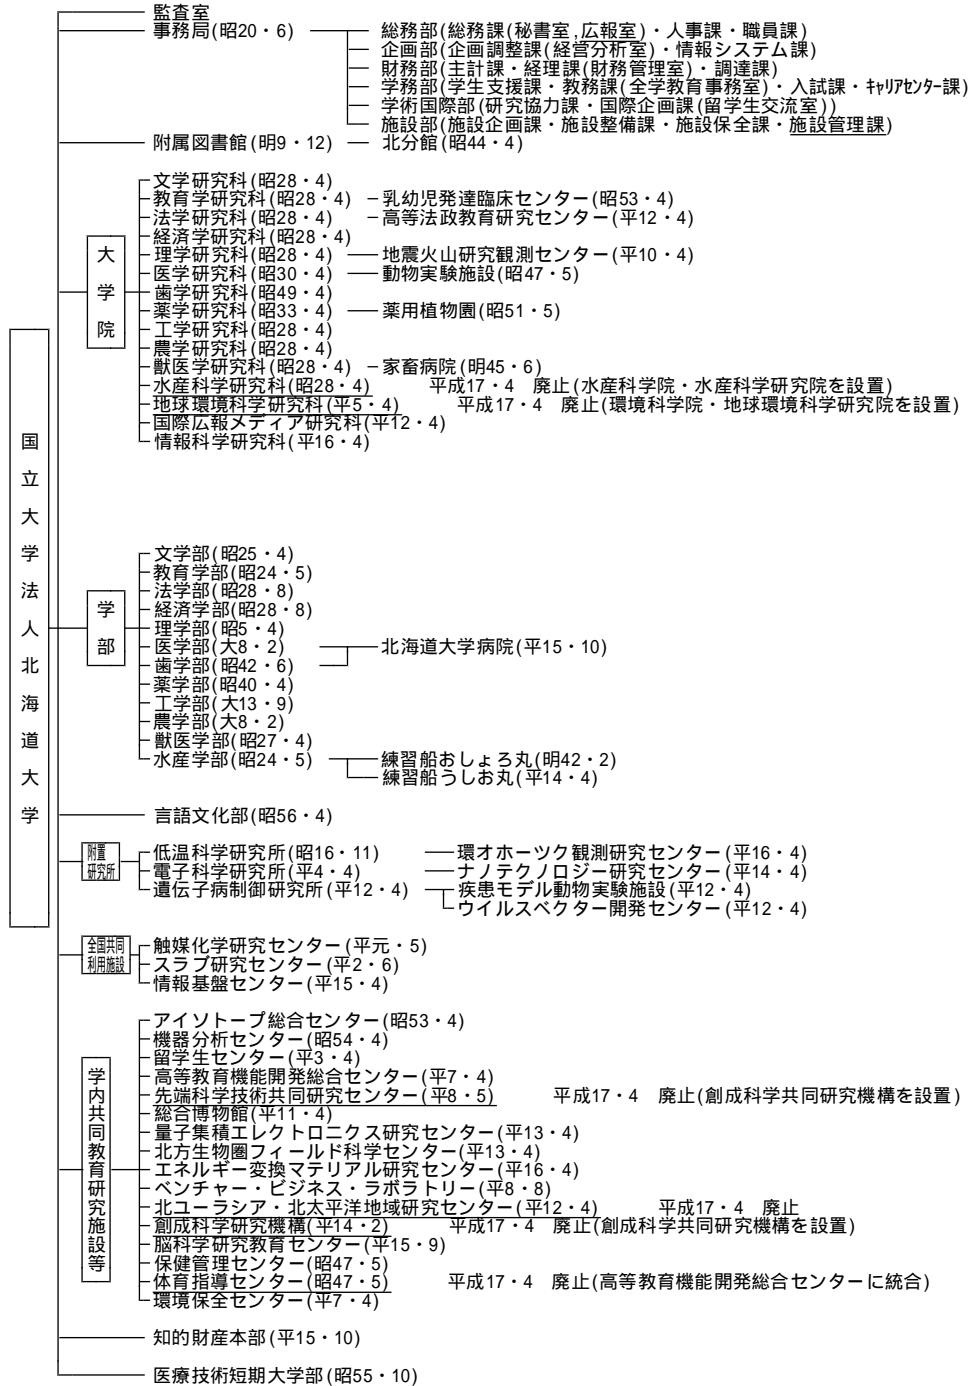 監査室
事務局(昭20・6)　総務部(総務課(秘書室,広報室)・人事課・職員課)
企画部(企画調整課(経営分析室)・情報システム課)
財務部(主計課・経理課(財務管理室)・調達課)
学務部(学生支援課・教務課(全学教育事務室)・入試課・ｷｬﾘｱｾﾝﾀｰ課)
学術国際部(研究協力課・国際企画課(留学生交流室))
施設部(施設企画課・施設整備課・施設保全課・施設管理課)
附属図書館(明9・12)　北分館(昭44・4)
大学院
文学研究科(昭28・4)
教育学研究科(昭28・4)　乳幼児発達臨床センター(昭53・4)
法学研究科(昭28・4)　高等法政教育研究センター(平12・4)
経済学研究科(昭28・4)
理学研究科(昭28・4)　地震火山研究観測センター(平10・4)
医学研究科(昭30・4)　動物実験施設(昭47・5)
歯学研究科(昭49・4)
薬学研究科(昭33・4)　薬用植物園(昭51・5)
工学研究科(昭28・4)
農学研究科(昭28・4)
獣医学研究科(昭28・4)　家畜病院(明45・6)
水産科学研究科(昭28・4)　平成17・4　廃止(水産科学院・水産科学研究院を設置)
地球環境科学研究科(平5・4)　平成17・4　廃止(環境科学院・地球環境科学研究院を設置)
国際広報メディア研究科(平12・4)
情報科学研究科(平16・4)
国立大学法人北海道大学
学部
文学部(昭25・4)
教育学部(昭24・5)
法学部(昭28・8)
経済学部(昭28・8)
理学部(昭5・4)
医学部(大8・2)　北海道大学病院(平15・10)
歯学部(昭42・6)
薬学部(昭40・4)
工学部(大13・9)
農学部(大8・2)
獣医学部(昭27・4)
水産学部(昭24・5)　練習船おしょろ丸(明42・2)
練習船うしお丸(平14・4)
言語文化部(昭56・4)
附置研究所
低温科学研究所(昭16・11)　環オホーツク観測研究センター(平16・4)
電子科学研究所(平4・4)　ナノテクノロジー研究センター(平14・4)
遺伝子病制御研究所(平12・4)　疾患モデル動物実験施設(平12・4)
ウイルスベクター開発センター(平12・4)
全国共同利用施設
触媒化学研究センター(平元・5)
スラブ研究センター(平2・6)
情報基盤センター(平15・4)
学内共同教育研究施設等
アイソトープ総合センター(昭53・4)
機器分析センター(昭54・4)
留学生センター(平3・4)
高等教育機能開発総合センター(平7・4)
先端科学技術共同研究センター(平8・5)　平成17・4　廃止(創成科学共同研究機構を設置)
総合博物館(平11・4)
量子集積エレクトロニクス研究センター(平13・4)
北方生物圏フィールド科学センター(平13・4)
エネルギー変換マテリアル研究センター(平16・4)
ベンチャー・ビジネス・ラボラトリー(平8・8)
北ユーラシア・北太平洋地域研究センター(平12・4)　平成17・4　廃止
創成科学研究機構(平14・2)　平成17・4　廃止(創成科学共同研究機構を設置)
脳科学研究教育センター(平15・9)
保健管理センター(昭47・5)
体育指導センター(昭47・5)　平成17・4　廃止(高等教育機能開発総合センターに統合)
環境保全センター(平7・4)
知的財産本部(平15・10)
医療技術短期大学部(昭55・10)